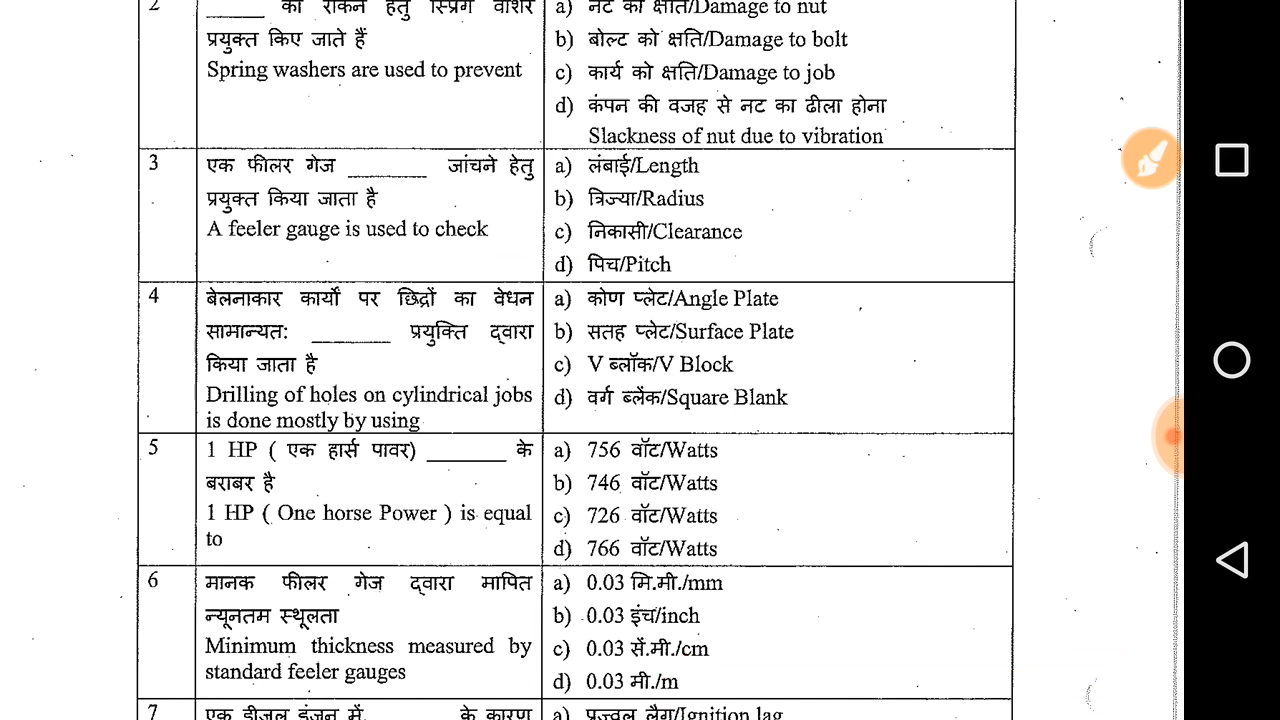 2
_____ को रोकने हेतु स्प्रिंग वाशर
प्रयुक्त किए जाते हैं
Spring washers are used to prevent
a) नट को क्षति/Damage to nut
b) बोल्ट को क्षति/Damage to bolt
c) कार्य को क्षति/Damage to job
d) कंपन की वजह से नट का ढीला होना
Slackness of nut due to vibration
3
एक फीलर गेज _______ जांचने हेतु
प्रयुक्त किया जाता है
A feeler gauge is used to check
a) लंबाई/Length
b) त्रिज्या/Radius
c) निकासी/Clearance
d) पिच/Pitch
4
बेलनाकार कार्यों पर छिद्रों का वेधन
सामान्यत: _______ प्रयुक्ति द्वारा
किया जाता है
Drilling of holes on cylindrical jobs
is done mostly by using
a) कोण प्लेट/Angle Plate
b) सतह प्लेट/Surface Plate
c) V ब्लॉक/V Block
d) वर्ग ब्लेंक/Square Blank
5
1 HP ( एक हार्स पावर) _______ के
बराबर है
1 HP ( One horse Power ) is equal
to
a) 756 वॉट/Watts
b) 746 वॉट/Watts
c) 726 वॉट/Watts
d) 766 वॉट/Watts
6
मानक फीलर गेज द्वारा मापित
न्यूनतम स्थूलता
Minimum thickness measured by
standard feeler gauges
a) 0.03 मि.मी./mm
b) 0.03 इंच/inch
c) 0.03 सें.मी./cm
d) 0.03 मी./m
7
एक डीजल इंजन में _______ के कारण
a) प्रज्वल लैग/Ignition lag